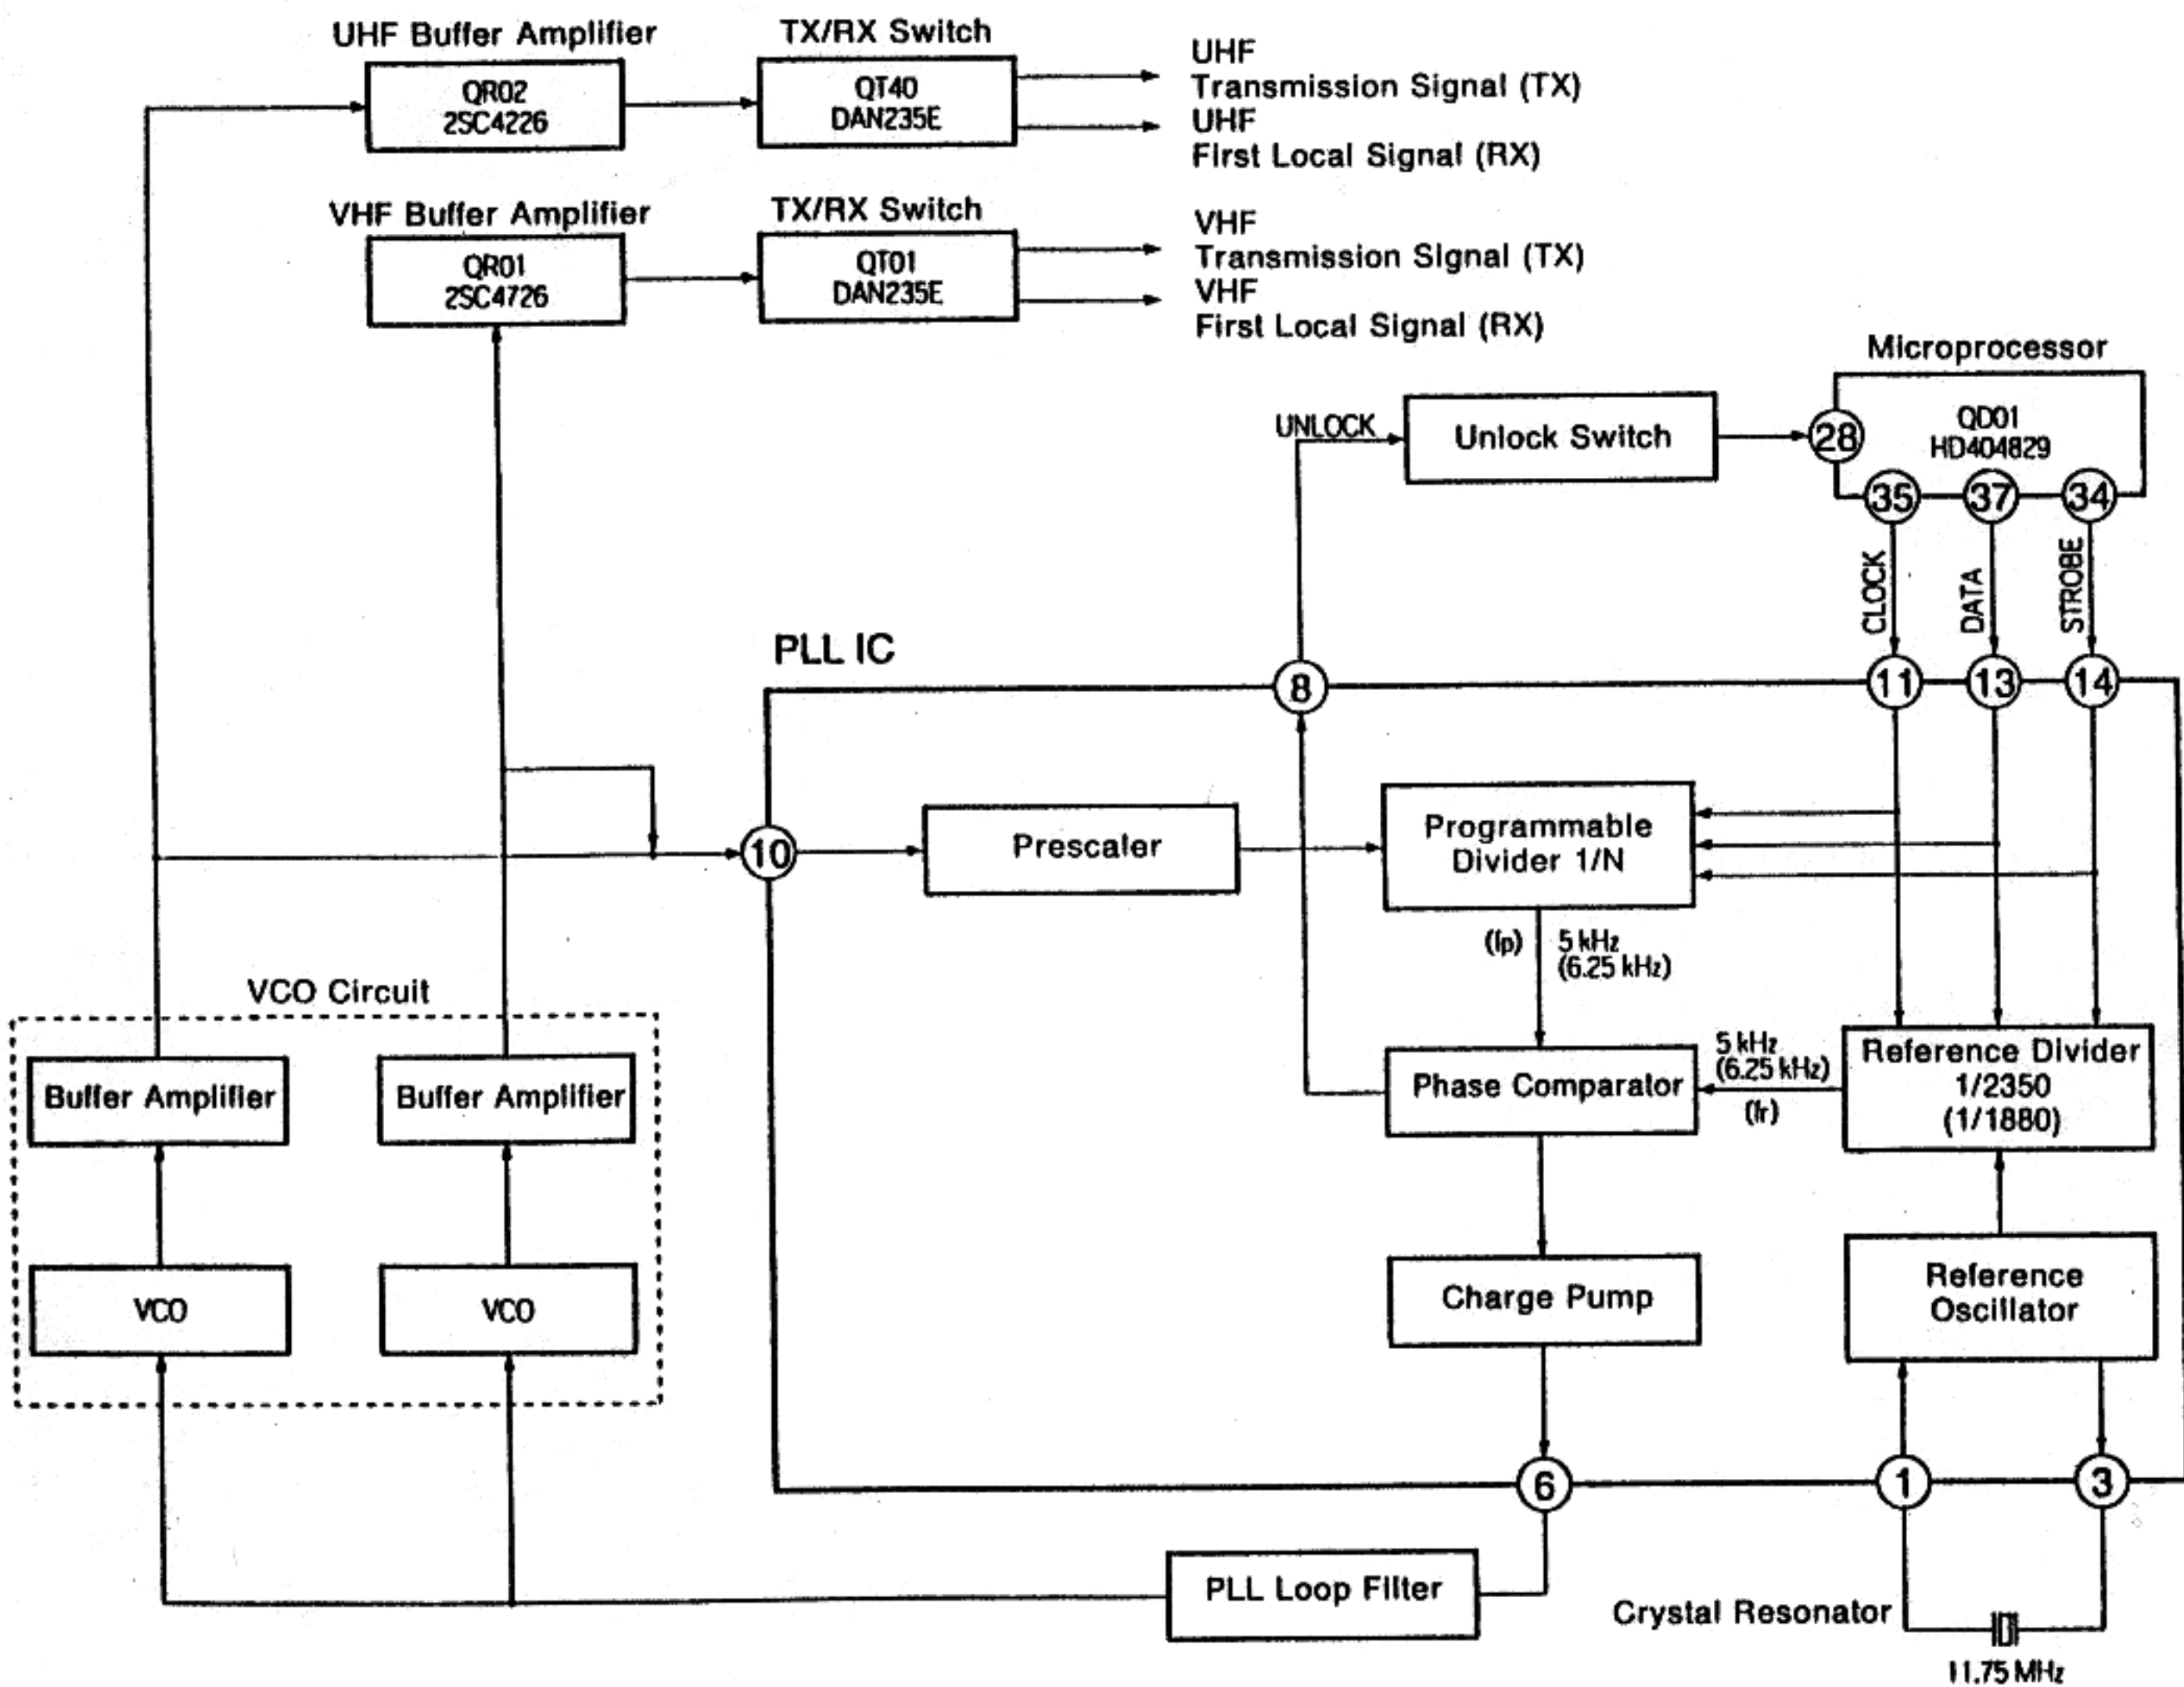 UHF Buffer Amplifier
QR02
2SC4226
TX/RX Switch
QT40
DAN235E
UHF
Transmission Signal (TX)
UHF
First Local Signal (RX)
VHF Buffer Amplifier
QR01
2SC4726
TX/RX Switch
QT01
DAN235E
VHF
Transmission Signal (TX)
VHF
First Local Signal (RX)
Microprocessor
QD01
HD404829
28
35
37
34
UNLOCK
Unlock Switch
CLOCK
DATA
STROBE
PLL IC
8
11
13
14
10
Prescaler
Programmable
Divider 1/N
(fp)
5 kHz
(6.25 kHz)
VCO Circuit
Buffer Amplifier
Buffer Amplifier
VCO
VCO
Phase Comparator
5 kHz
(6.25 kHz)
(fr)
Reference Divider
1/2350
(1/1880)
Charge Pump
Reference
Oscillator
6
1
3
PLL Loop Filter
Crystal Resonator
11.75 MHz